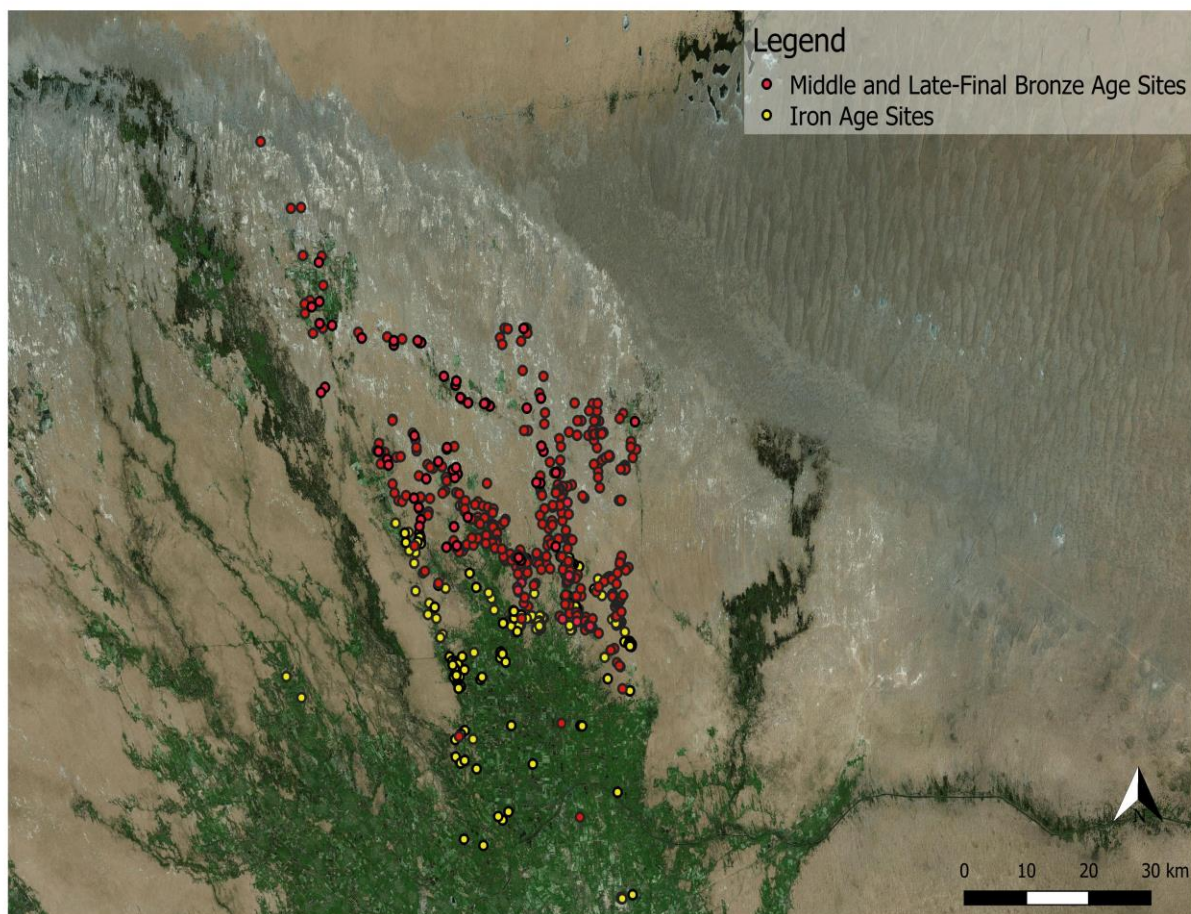 Legend
Middle and Late-Final Bronze Age Sites
Iron Age Sites
N
0 10 20 30 km